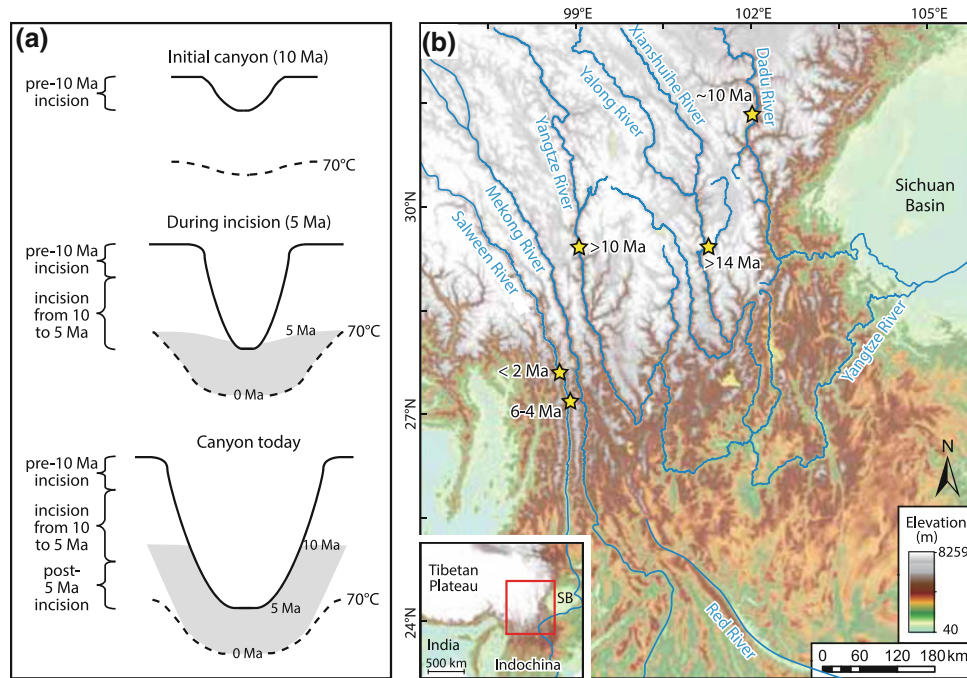 (a)
Initial canyon (10 Ma)
pre-10 Ma
incision
70°C
During incision (5 Ma)
pre-10 Ma
incision
incision
from 10
to 5 Ma
5 Ma
70°C
0 Ma
Canyon today
pre-10 Ma
incision
incision
from 10
to 5 Ma
10 Ma
post-
5 Ma
incision
5 Ma
70°C
0 Ma
(b)
99°E
102°E
105°E
30°N
27°N
24°N
Salween River
Mekong River
Yangtze River
Yalong River
Xianshuihe River
Dadu River
~10 Ma
Sichuan
Basin
>10 Ma
>14 Ma
< 2 Ma
6-4 Ma
Yangtze River
Red River
N
Elevation
(m)
8259
40
0 60 120 180 km
Tibetan
Plateau
SB
India
500 km
Indochina